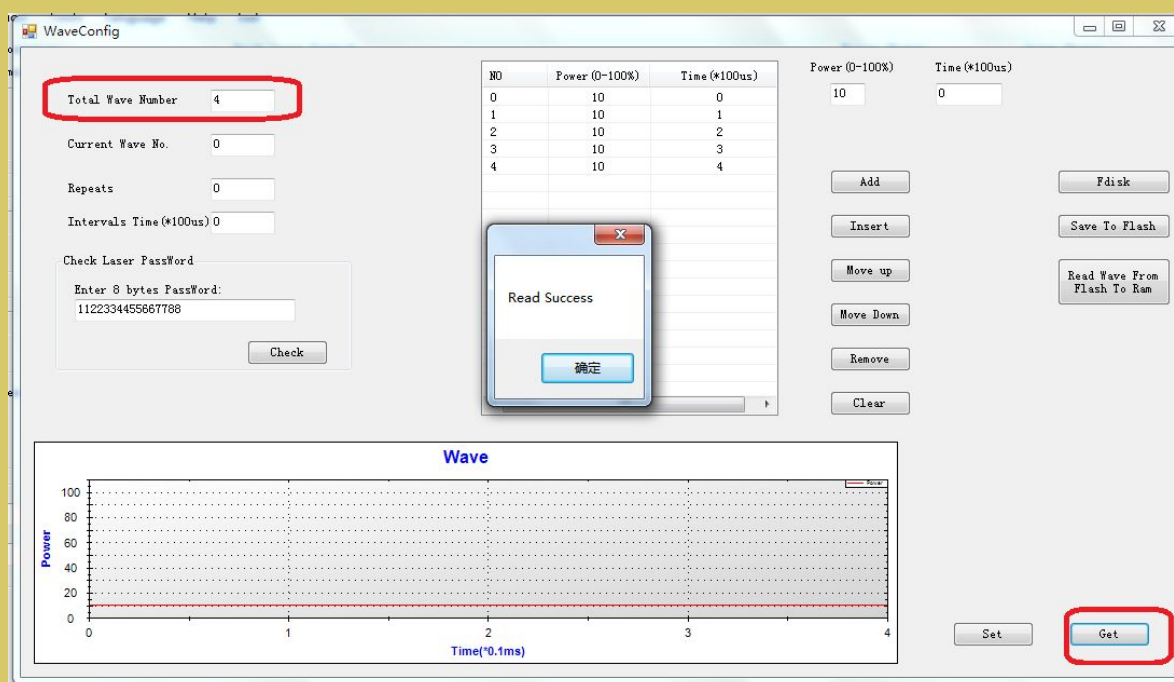 WaveConfig
Total Wave Number 4
Current Wave No. 0
Repeats 0
Intervals Time(*100us) 0
Check Laser PassWord
Enter 8 bytes PassWord:
1122334455667788
Check
NO Power(0-100%) Time(*100us)
0 10 0
1 10 1
2 10 2
3 10 3
4 10 4
Read Success
确定
Power(0-100%) Time(*100us)
10 0
Add
Insert
Move up
Move Down
Remove
Clear
Fdisk
Save To Flash
Read Wave From
Flash To Ram
Wave
Power
100
80
60
40
20
0
Power
0 1 2 3 4
Time(*0.1ms)
Set
Get